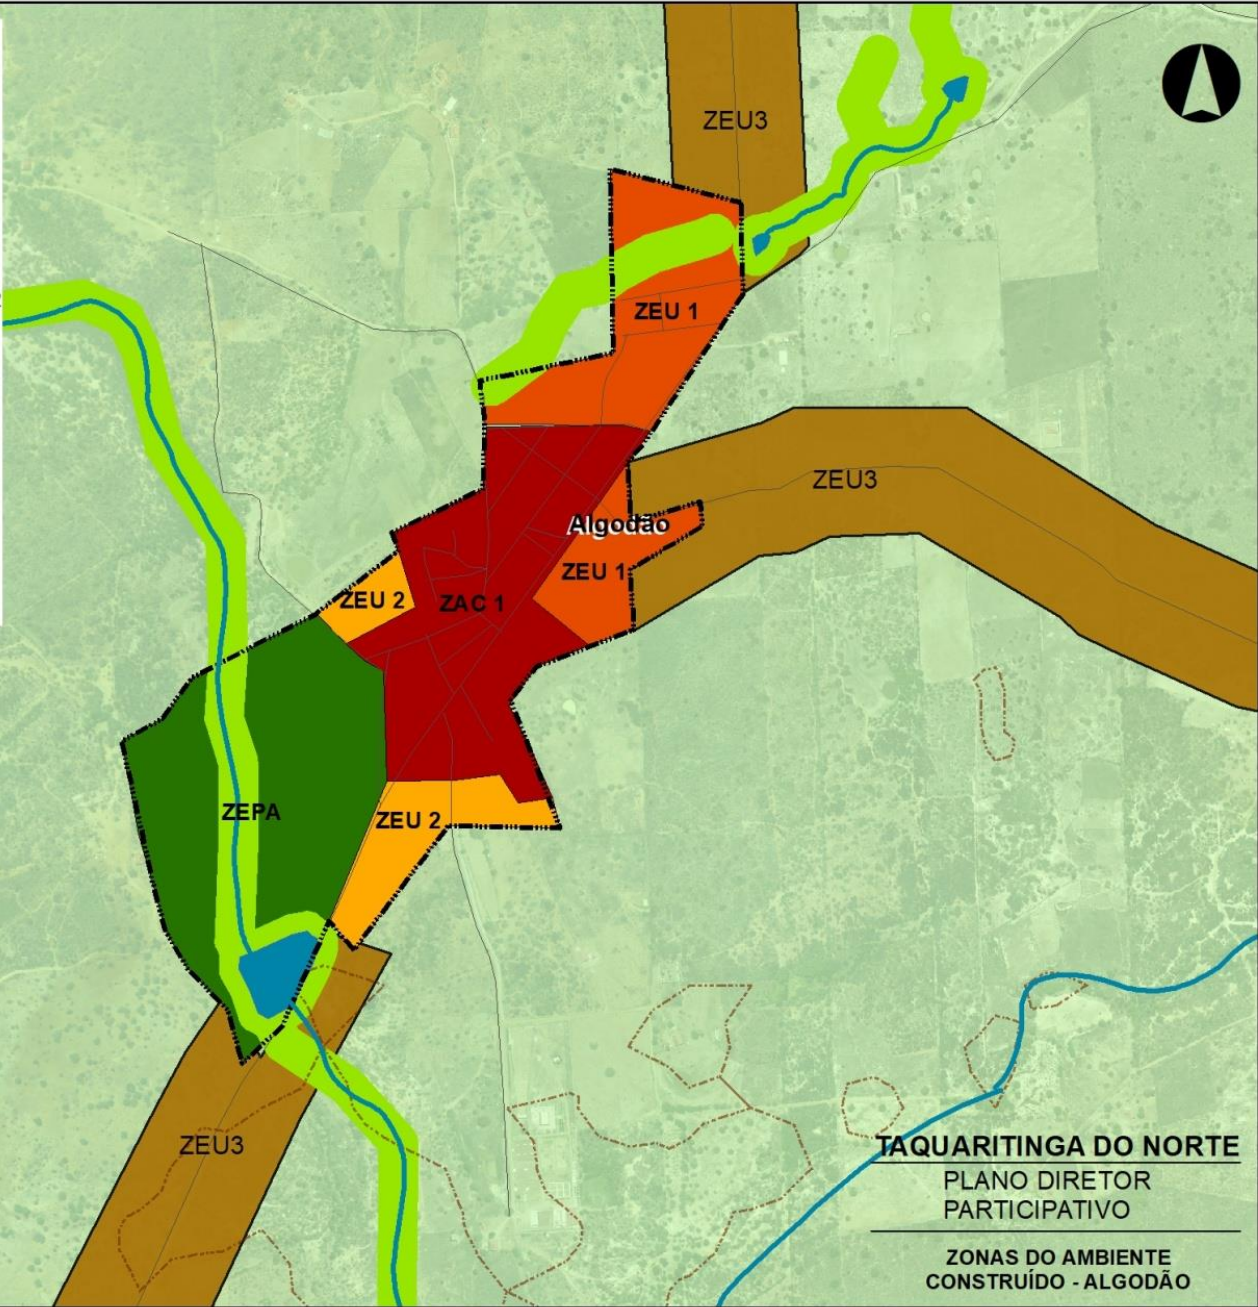 ZEU3
ZEU 1
ZEU3
Algodão
ZEU 1
ZEU 2
ZAC 1
ZEPA
ZEU 2
ZEU3
TAQUARITINGA DO NORTE
PLANO DIRETOR
PARTICIPATIVO
ZONAS DO AMBIENTE
CONSTRUÍDO - ALGODÃO